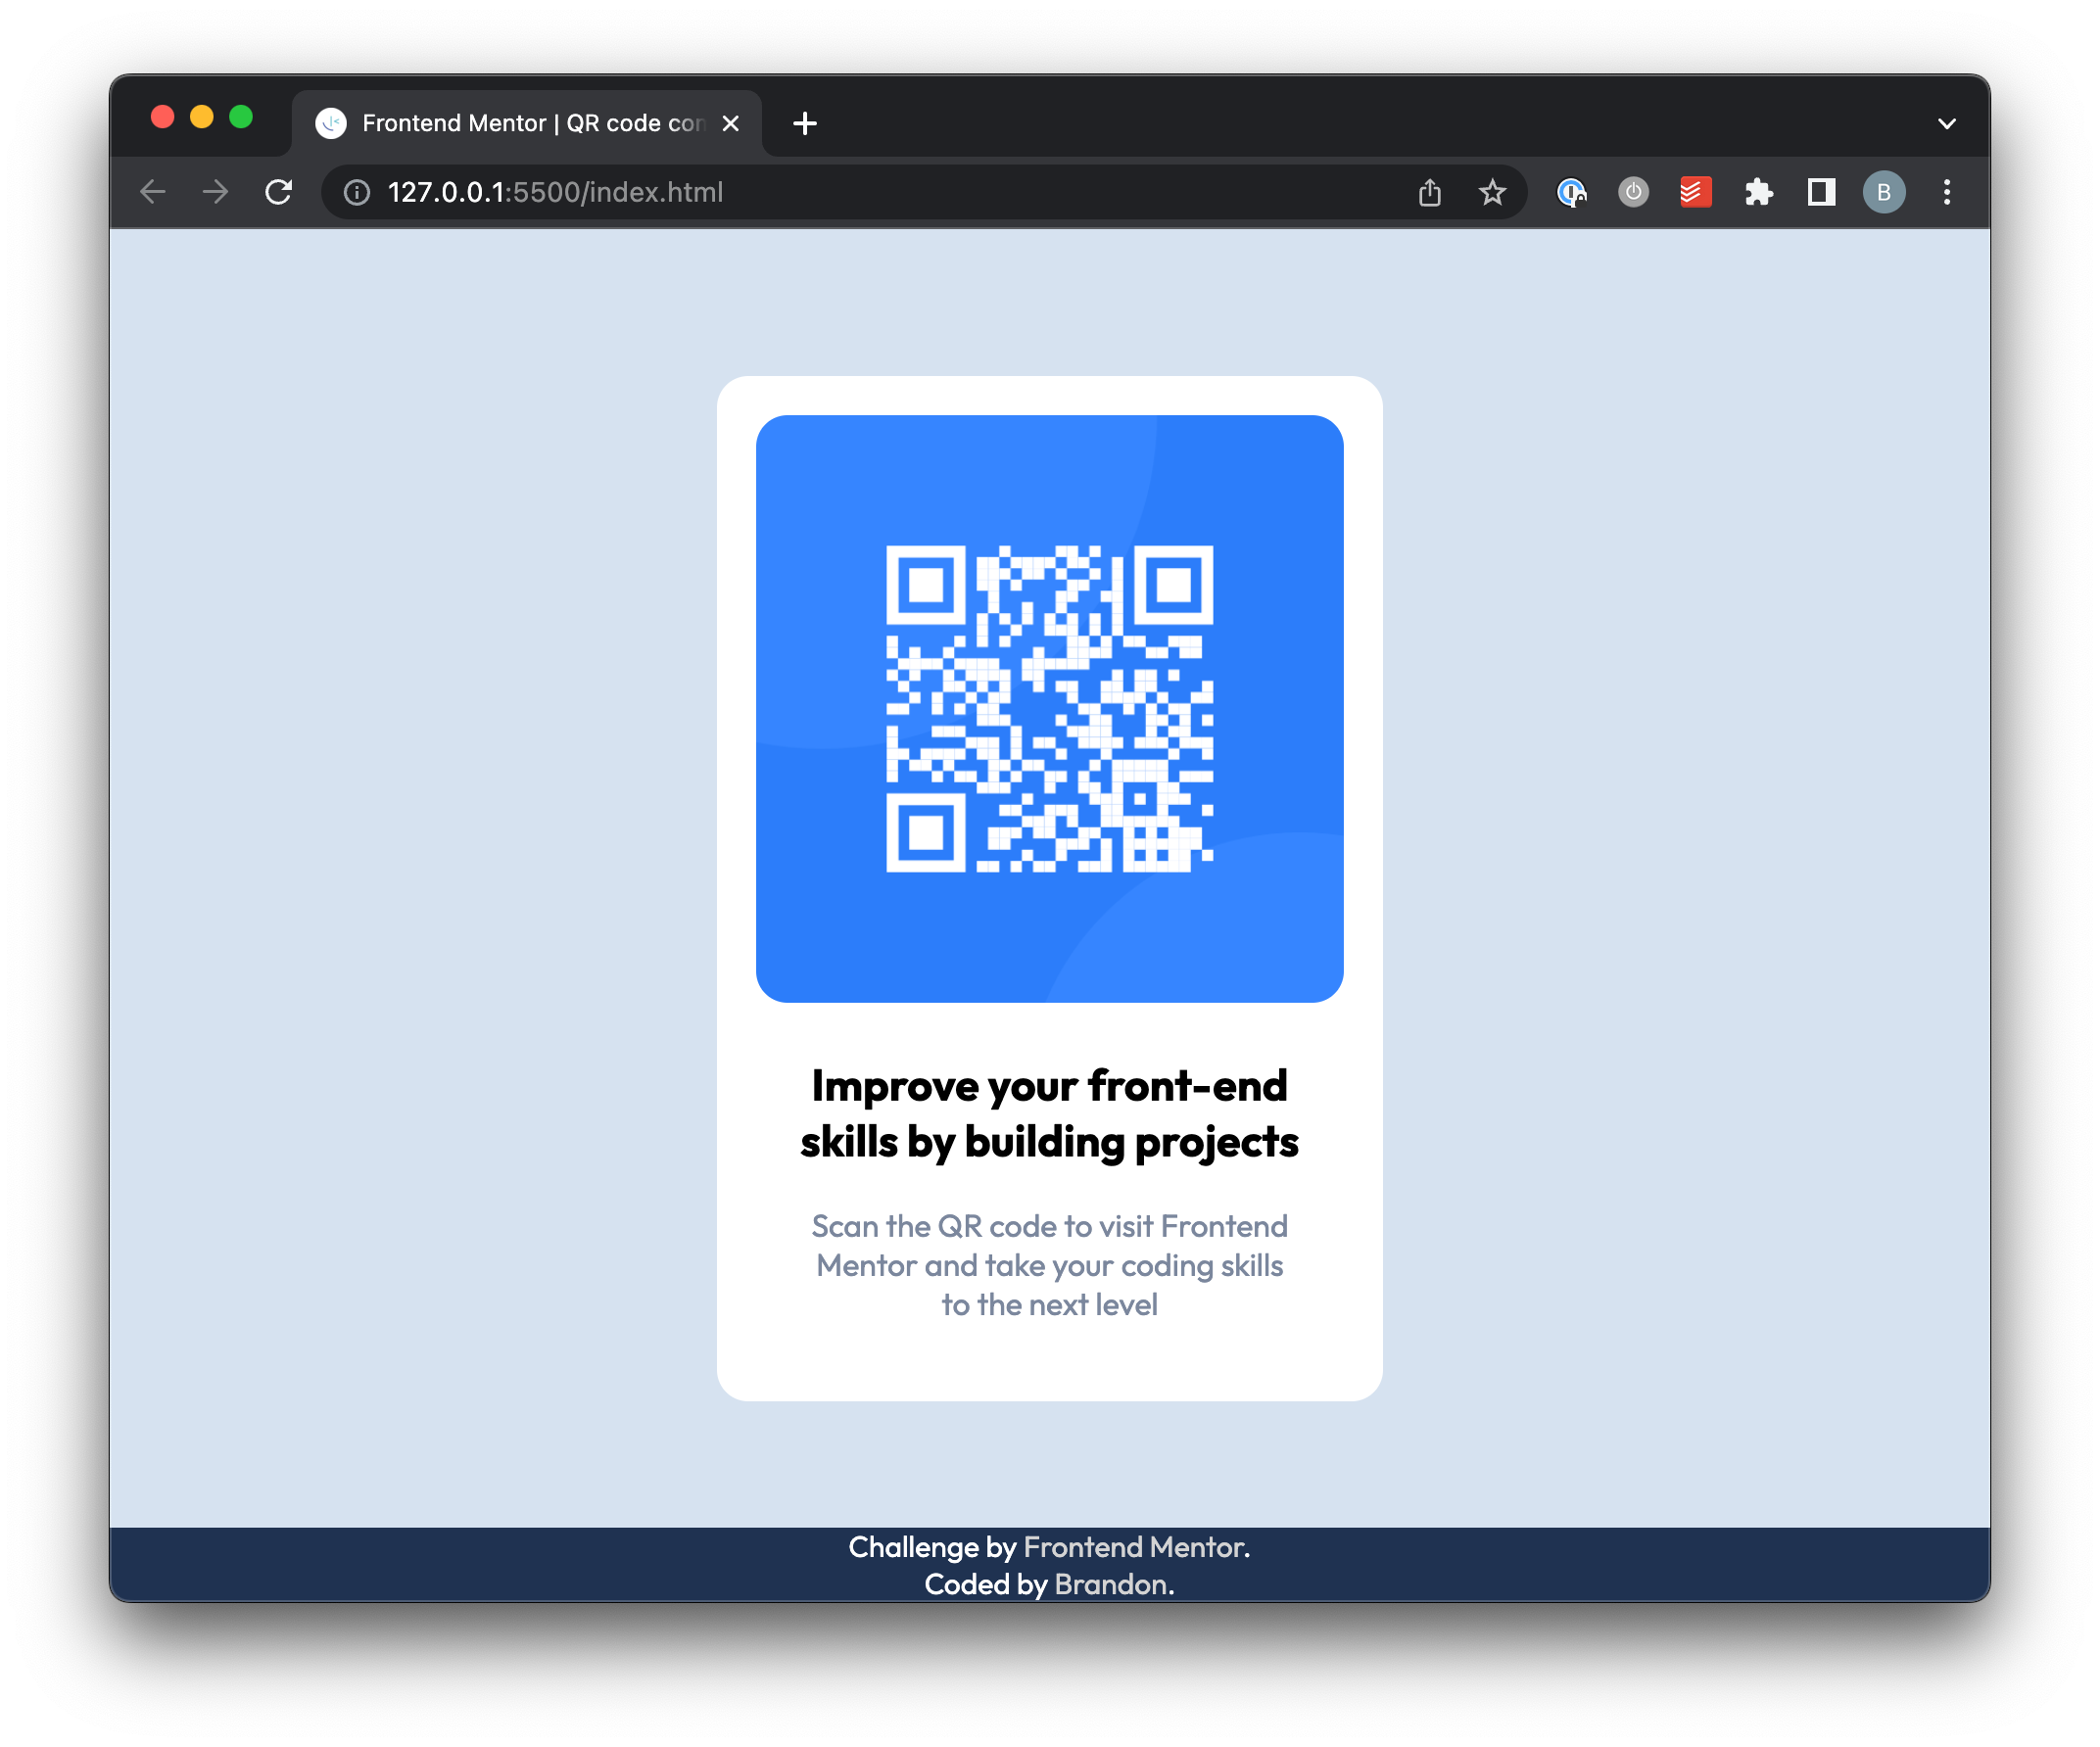 Frontend Mentor | QR code con
127.0.0.1:5500/index.html
B
Improve your front-end
skills by building projects
Scan the QR code to visit Frontend
Mentor and take your coding skills
to the next level
Challenge by Frontend Mentor.
Coded by Brandon.